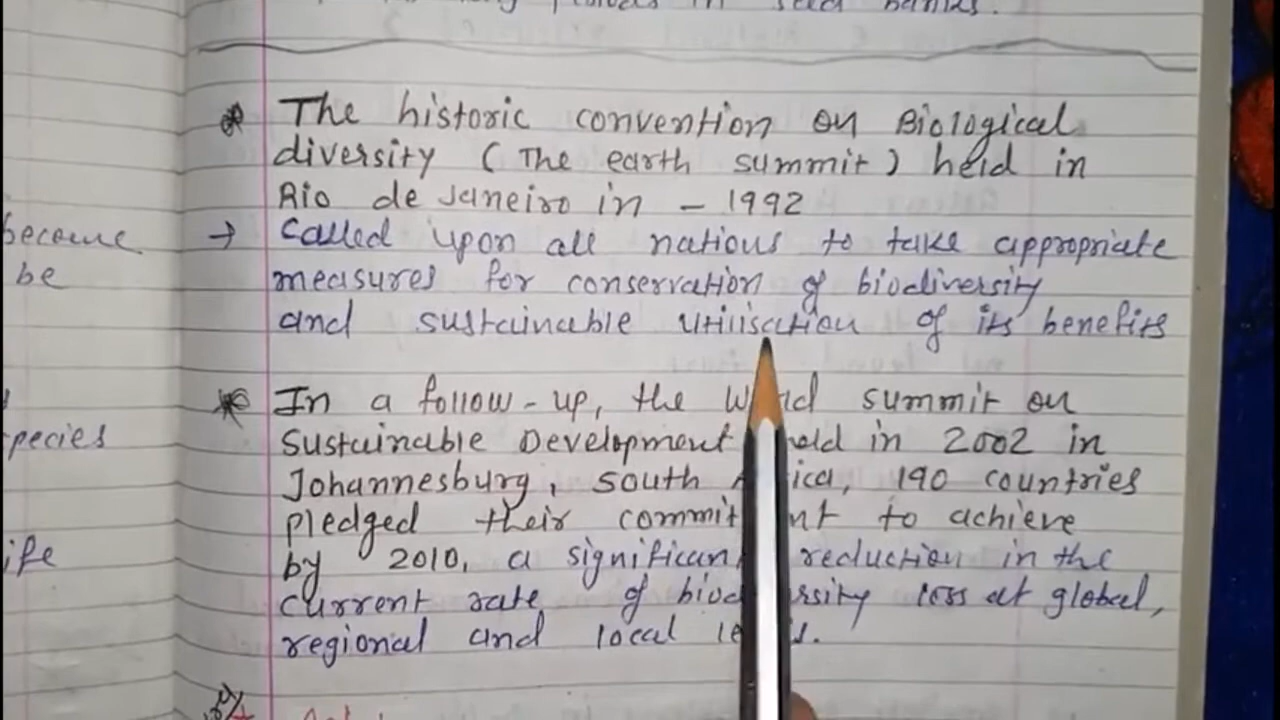 seed banks.
The historic convention on Biological
diversity (The earth summit) held in
Rio de Janeiro in - 1992
become
→ Called upon all nations to take appropriate
be
measures for conservation of biodiversity
and sustainable utilisation of its benefits
In a follow-up, the summit on
pecies
Sustainable Development in 2002 in
Johannesburg, South 190 countries
pledged their to achieve
ife
by 2010, a reduction in the
current rate of loss at global,
regional and local